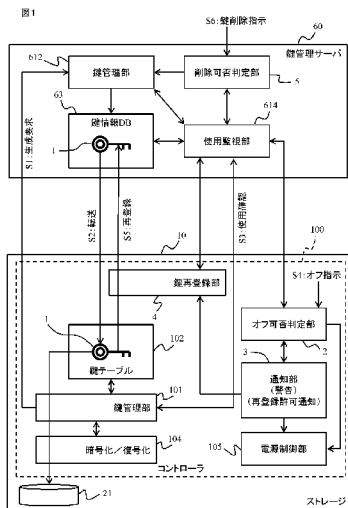 図1
S6:鍵削除指示
60
鍵管理サーバ
612
鍵管理部
削除可否判定部
5
63
鍵情報DB
1
614
使用監視部
S1:生成要求
S2:転送
S5:再登録
S3:使用確認
10
100
S4:オフ指示
鍵再登録部
4
オフ可否判定部
2
1
102
鍵テーブル
3
通知部
(警告)
(再登録許可通知)
101
鍵管理部
104
暗号化/復号化
105
電源制御部
コントローラ
21
ストレージ